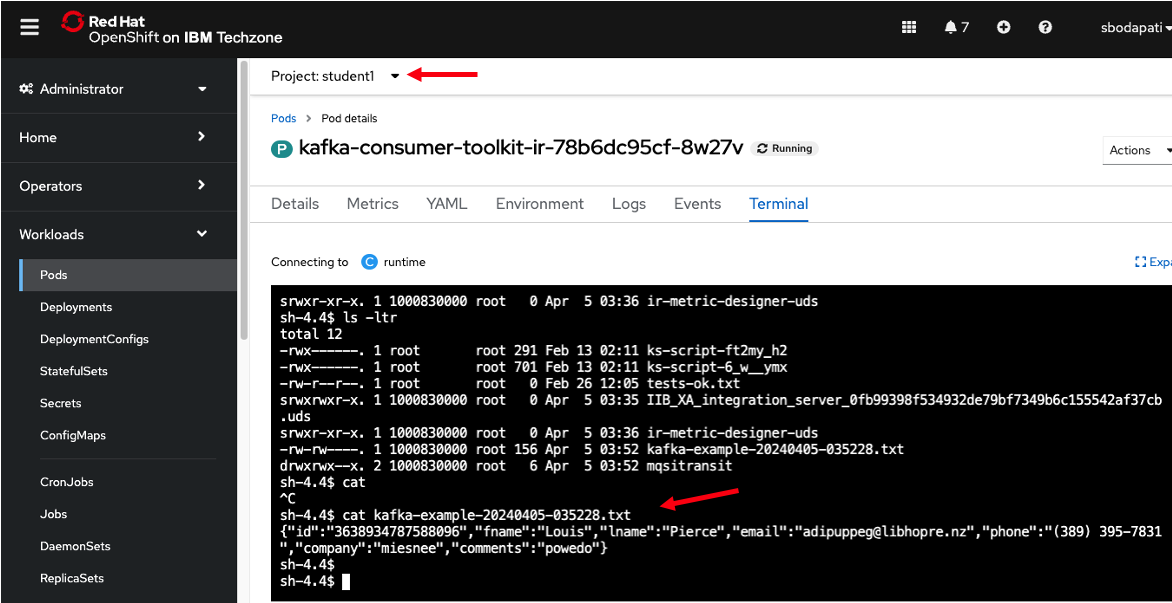 Red Hat
OpenShift on IBM Techzone
7
sbodapati
Administrator
Home
Operators
Workloads
Pods
Deployments
DeploymentConfigs
StatefulSets
Secrets
ConfigMaps
CronJobs
Jobs
DaemonSets
ReplicaSets
Project: student1
Pods > Pod details
P kafka-consumer-toolkit-ir-78b6dc95cf-8w27v Running
Actions
Details Metrics YAML Environment Logs Events Terminal
Connecting to C runtime
Expa
srwxr-xr-x. 1 1000830000 root 0 Apr 5 03:36 ir-metric-designer-uds
sh-4.4$ ls -ltr
total 12
-rwx------. 1 root root 291 Feb 13 02:11 ks-script-ft2my_h2
-rwx------. 1 root root 701 Feb 13 02:11 ks-script-6_w__ymx
-rw-r--r--. 1 root root 0 Feb 26 12:05 tests-ok.txt
srwxrwxr-x. 1 1000830000 root 0 Apr 5 03:35 IIB_XA_integration_server_0fb99398f534932de79bf7349b6c155542af37cb
.uds
srwxr-xr-x. 1 1000830000 root 0 Apr 5 03:36 ir-metric-designer-uds
-rw-rw----. 1 1000830000 root 156 Apr 5 03:52 kafka-example-20240405-035228.txt
drwxrwx--x. 2 1000830000 root 6 Apr 5 03:52 mqsitransit
sh-4.4$ cat
^C
sh-4.4$ cat kafka-example-20240405-035228.txt
{"id":"3638934787588096","fname":"Louis","lname":"Pierce","email":"adipuppeg@libhopre.nz","phone":"(389) 395-7831
","company":"miesnee","comments":"powedo"}
sh-4.4$
sh-4.4$